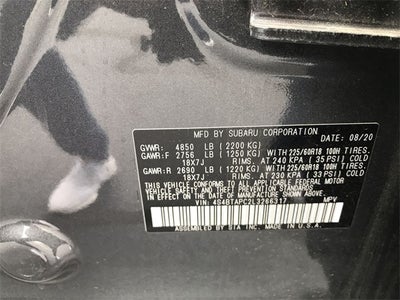 MFD BY SUBARU CORPORATION DATE: 08/20
GVWR: 4850 LB (2200 KG)
GAWR:F 2756 LB (1250 KG) WITH 225/60R18 100H TIRES.
18X7J RIMS. AT 240 KPA (35 PSI) COLD
GAWR:R 2690 LB (1220 KG) WITH 225/60R18 100H TIRES.
18X7J RIMS. AT 230 KPA (33 PSI) COLD
THIS VEHICLE CONFORMS TO ALL APPLICABLE FEDERAL MOTOR
VEHICLE SAFETY, BUMPER, AND THEFT PREVENTION STANDARDS IN
EFFECT ON THE DATE OF MANUFACTURE SHOWN ABOVE.
VIN: 4S4BTAPC2L3266317 MPV
ASSEMBLED BY SIA INC. IN U.S.A.